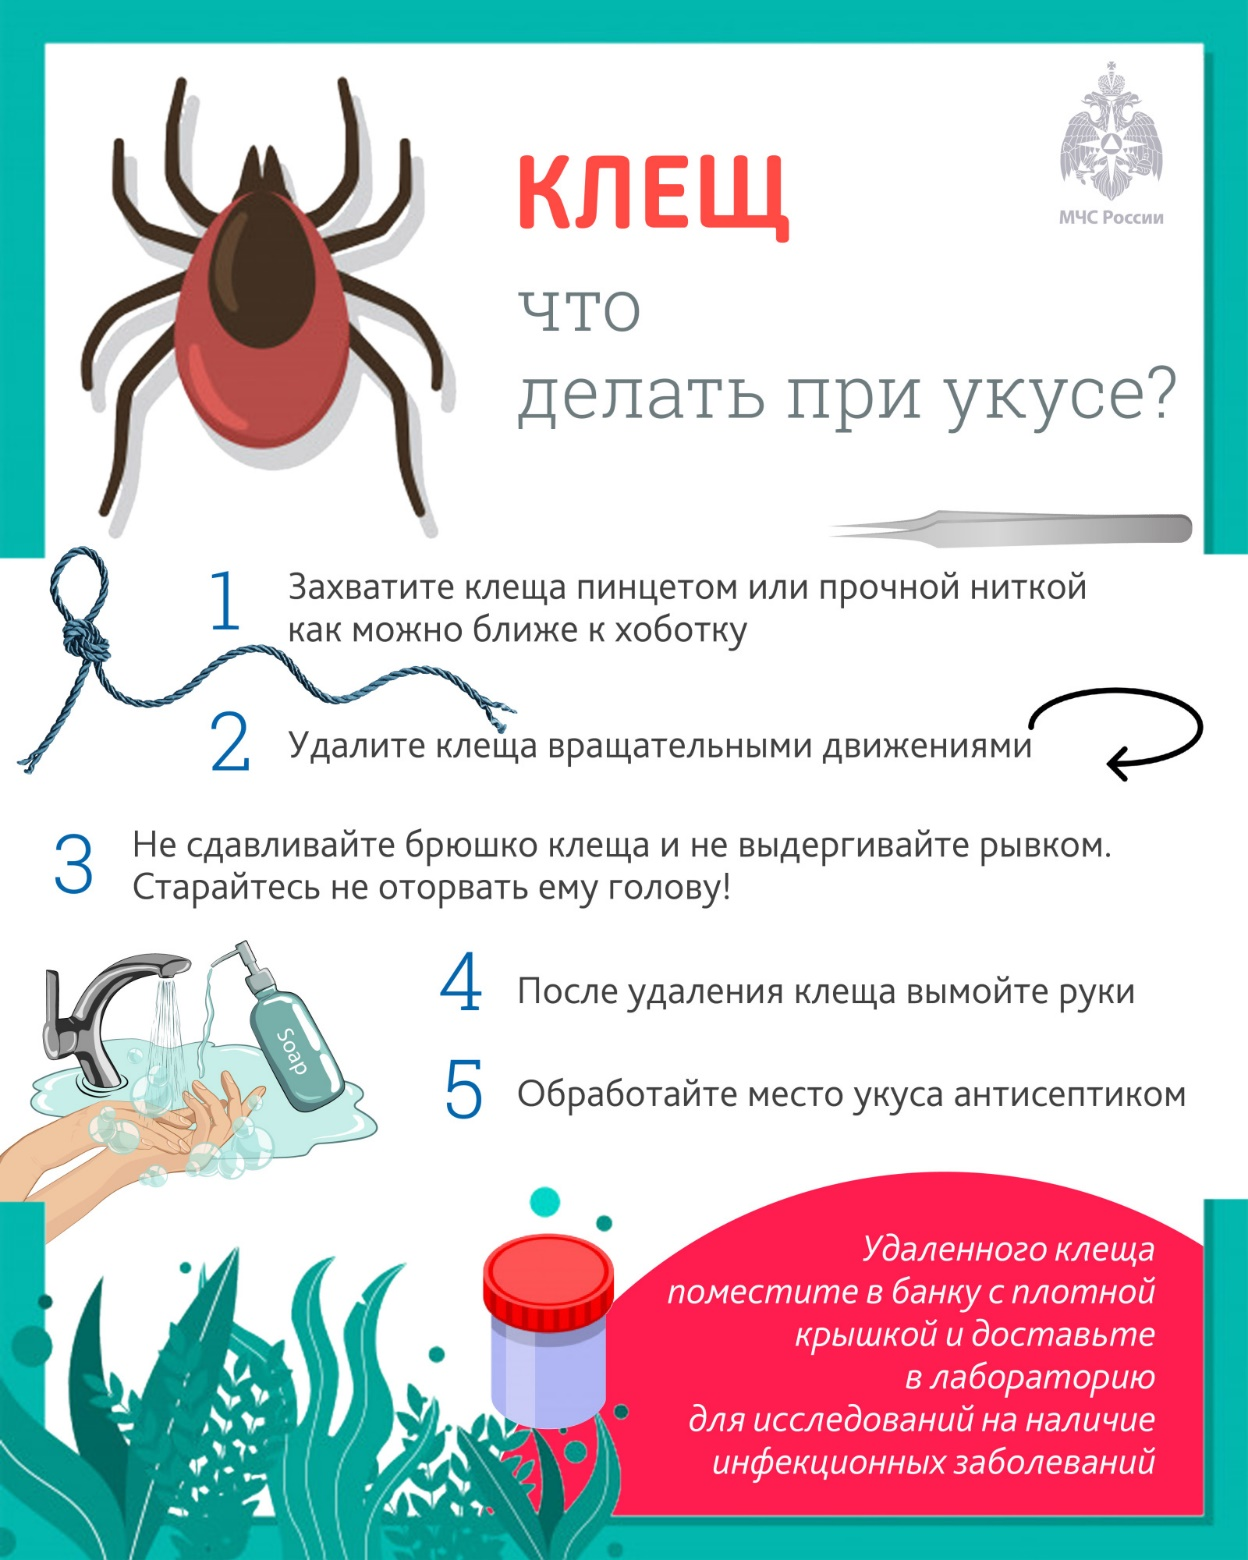 МЧС России
КЛЕЩ
что
делать при укусе?
1 Захватите клеща пинцетом или прочной ниткой
как можно ближе к хоботку
2 Удалите клеща вращательными движениями
3 Не сдавливайте брюшко клеща и не выдергивайте рывком.
Старайтесь не оторвать ему голову!
4 После удаления клеща вымойте руки
Soap
5 Обработайте место укуса антисептиком
Удаленного клеща
поместите в банку с плотной
крышкой и доставьте
в лабораторию
для исследований на наличие
инфекционных заболеваний